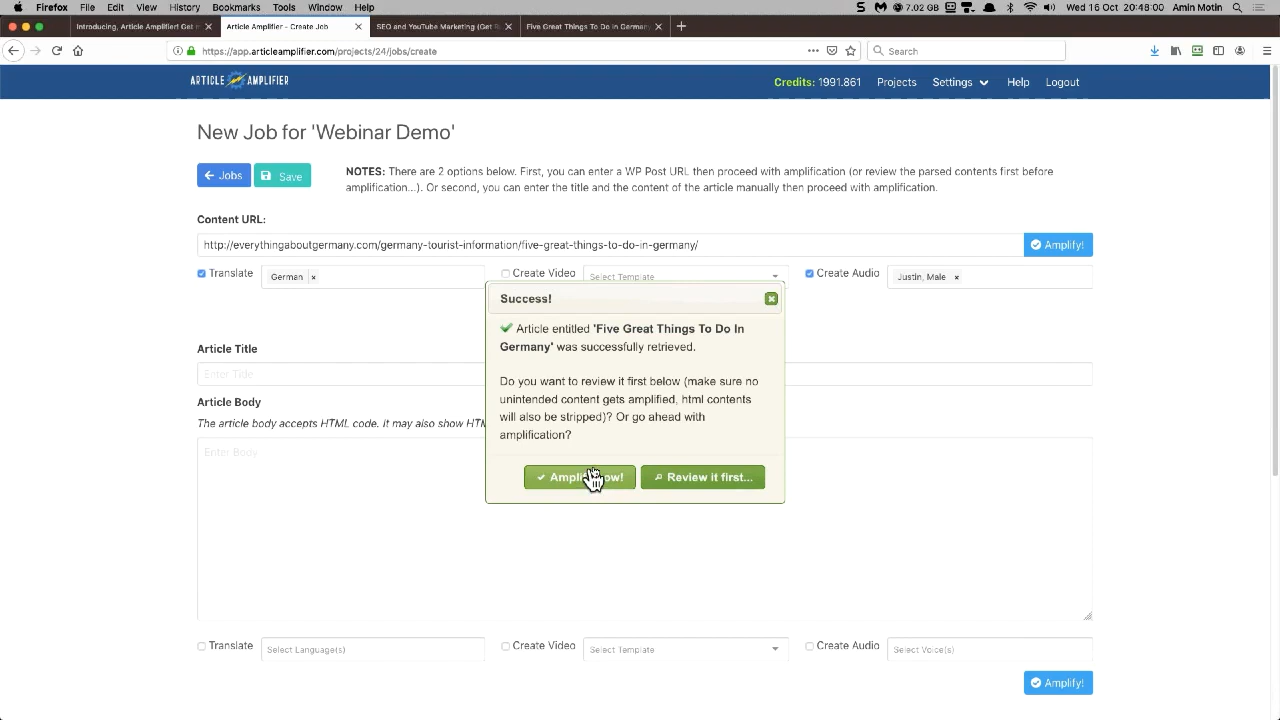 Firefox File Edit View History Bookmarks Tools Window Help 7.02 GB Wed 16 Oct 20:48:00 Amin Motin
Introducing, Article Amplifier! Get m
Article Amplifier - Create Job
SEO and YouTube Marketing (Get R
Five Great Things To Do In Germany
https://app.articleamplifier.com/projects/24/jobs/create
Search
ARTICLE AMPLIFIER
Credits: 1991.861 Projects Settings Help Logout
New Job for 'Webinar Demo'
Jobs Save
NOTES: There are 2 options below. First, you can enter a WP Post URL then proceed with amplification (or review the parsed contents first before
amplification...). Or second, you can enter the title and the content of the article manually then proceed with amplification.
Content URL:
http://everythingaboutgermany.com/germany-tourist-information/five-great-things-to-do-in-germany/
Amplify!
Translate German × Create Video Select Template Create Audio Justin, Male ×
Success!
Article entitled 'Five Great Things To Do In
Germany' was successfully retrieved.
Do you want to review it first below (make sure no
unintended content gets amplified, html contents
will also be stripped)? Or go ahead with
amplification?
Review it first...
Article Title
Enter Title
Article Body
The article body accepts HTML code. It may also show HTM
Enter Body
Translate Select Language(s) Create Video Select Template Create Audio Select Voice(s)
Amplify!